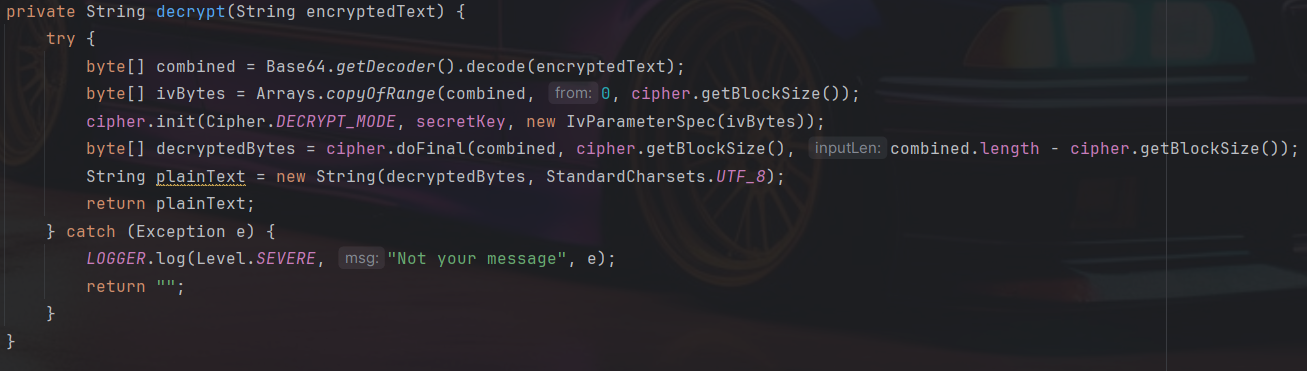 private String decrypt(String encryptedText) {
    try {
        byte[] combined = Base64.getDecoder().decode(encryptedText);
        byte[] ivBytes = Arrays.copyOfRange(combined, from: 0, cipher.getBlockSize());
        cipher.init(Cipher.DECRYPT_MODE, secretKey, new IvParameterSpec(ivBytes));
        byte[] decryptedBytes = cipher.doFinal(combined, cipher.getBlockSize(), inputLen: combined.length - cipher.getBlockSize());
        String plainText = new String(decryptedBytes, StandardCharsets.UTF_8);
        return plainText;
    } catch (Exception e) {
        LOGGER.log(Level.SEVERE, msg: "Not your message", e);
        return "";
    }
}